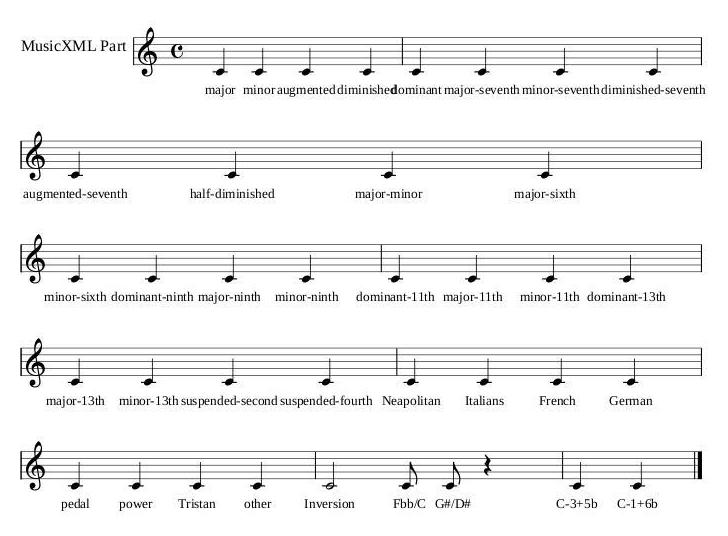 MusicXML Part
major minor augmented diminished dominant major-seventh minor-seventh diminished-seventh
augmented-seventh half-diminished major-minor major-sixth
minor-sixth dominant-ninth major-ninth minor-ninth dominant-11th major-11th minor-11th dominant-13th
major-13th minor-13th suspended-second suspended-fourth Neapolitan Italians French German
pedal power Tristan other Inversion Fbb/C G#/D# C-3+5b C-1+6b